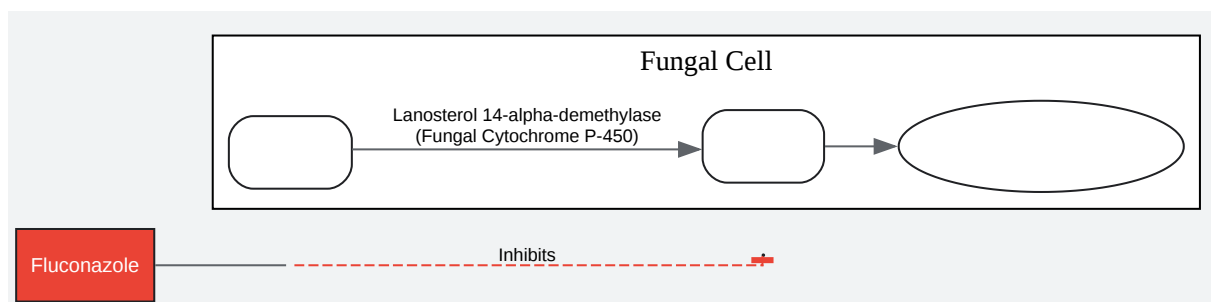 Fungal Cell
Lanosterol 14-alpha-demethylase
(Fungal Cytochrome P-450)
Fluconazole
Inhibits